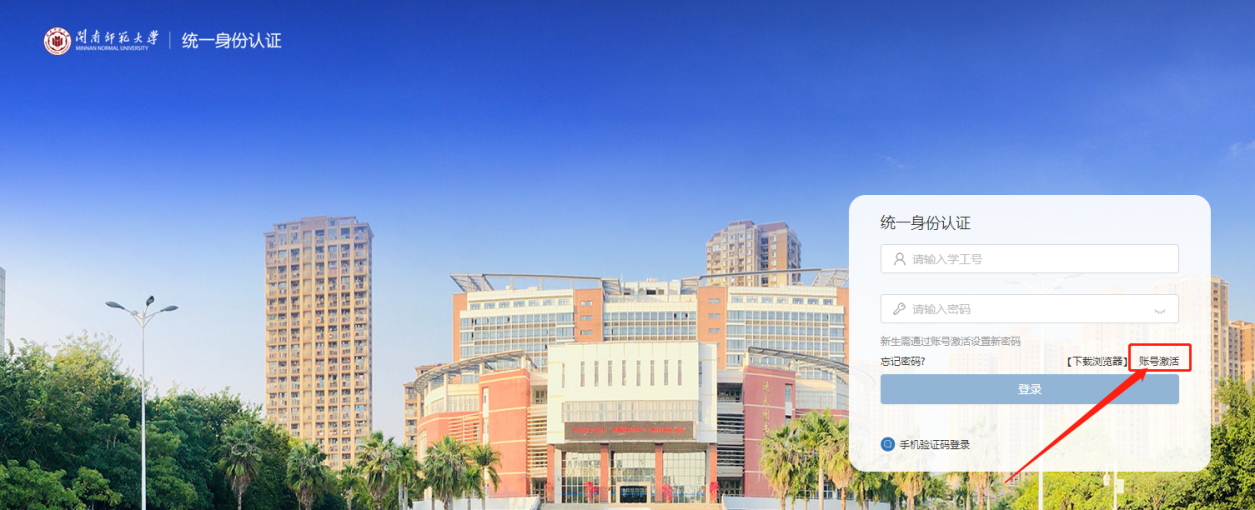 闽南师范大学
MINNAN NORMAL UNIVERSITY
统一身份认证
统一身份认证
请输入学工号
请输入密码
新生需通过账号激活设置新密码
忘记密码?
【下载浏览器】
账号激活
登录
手机验证码登录